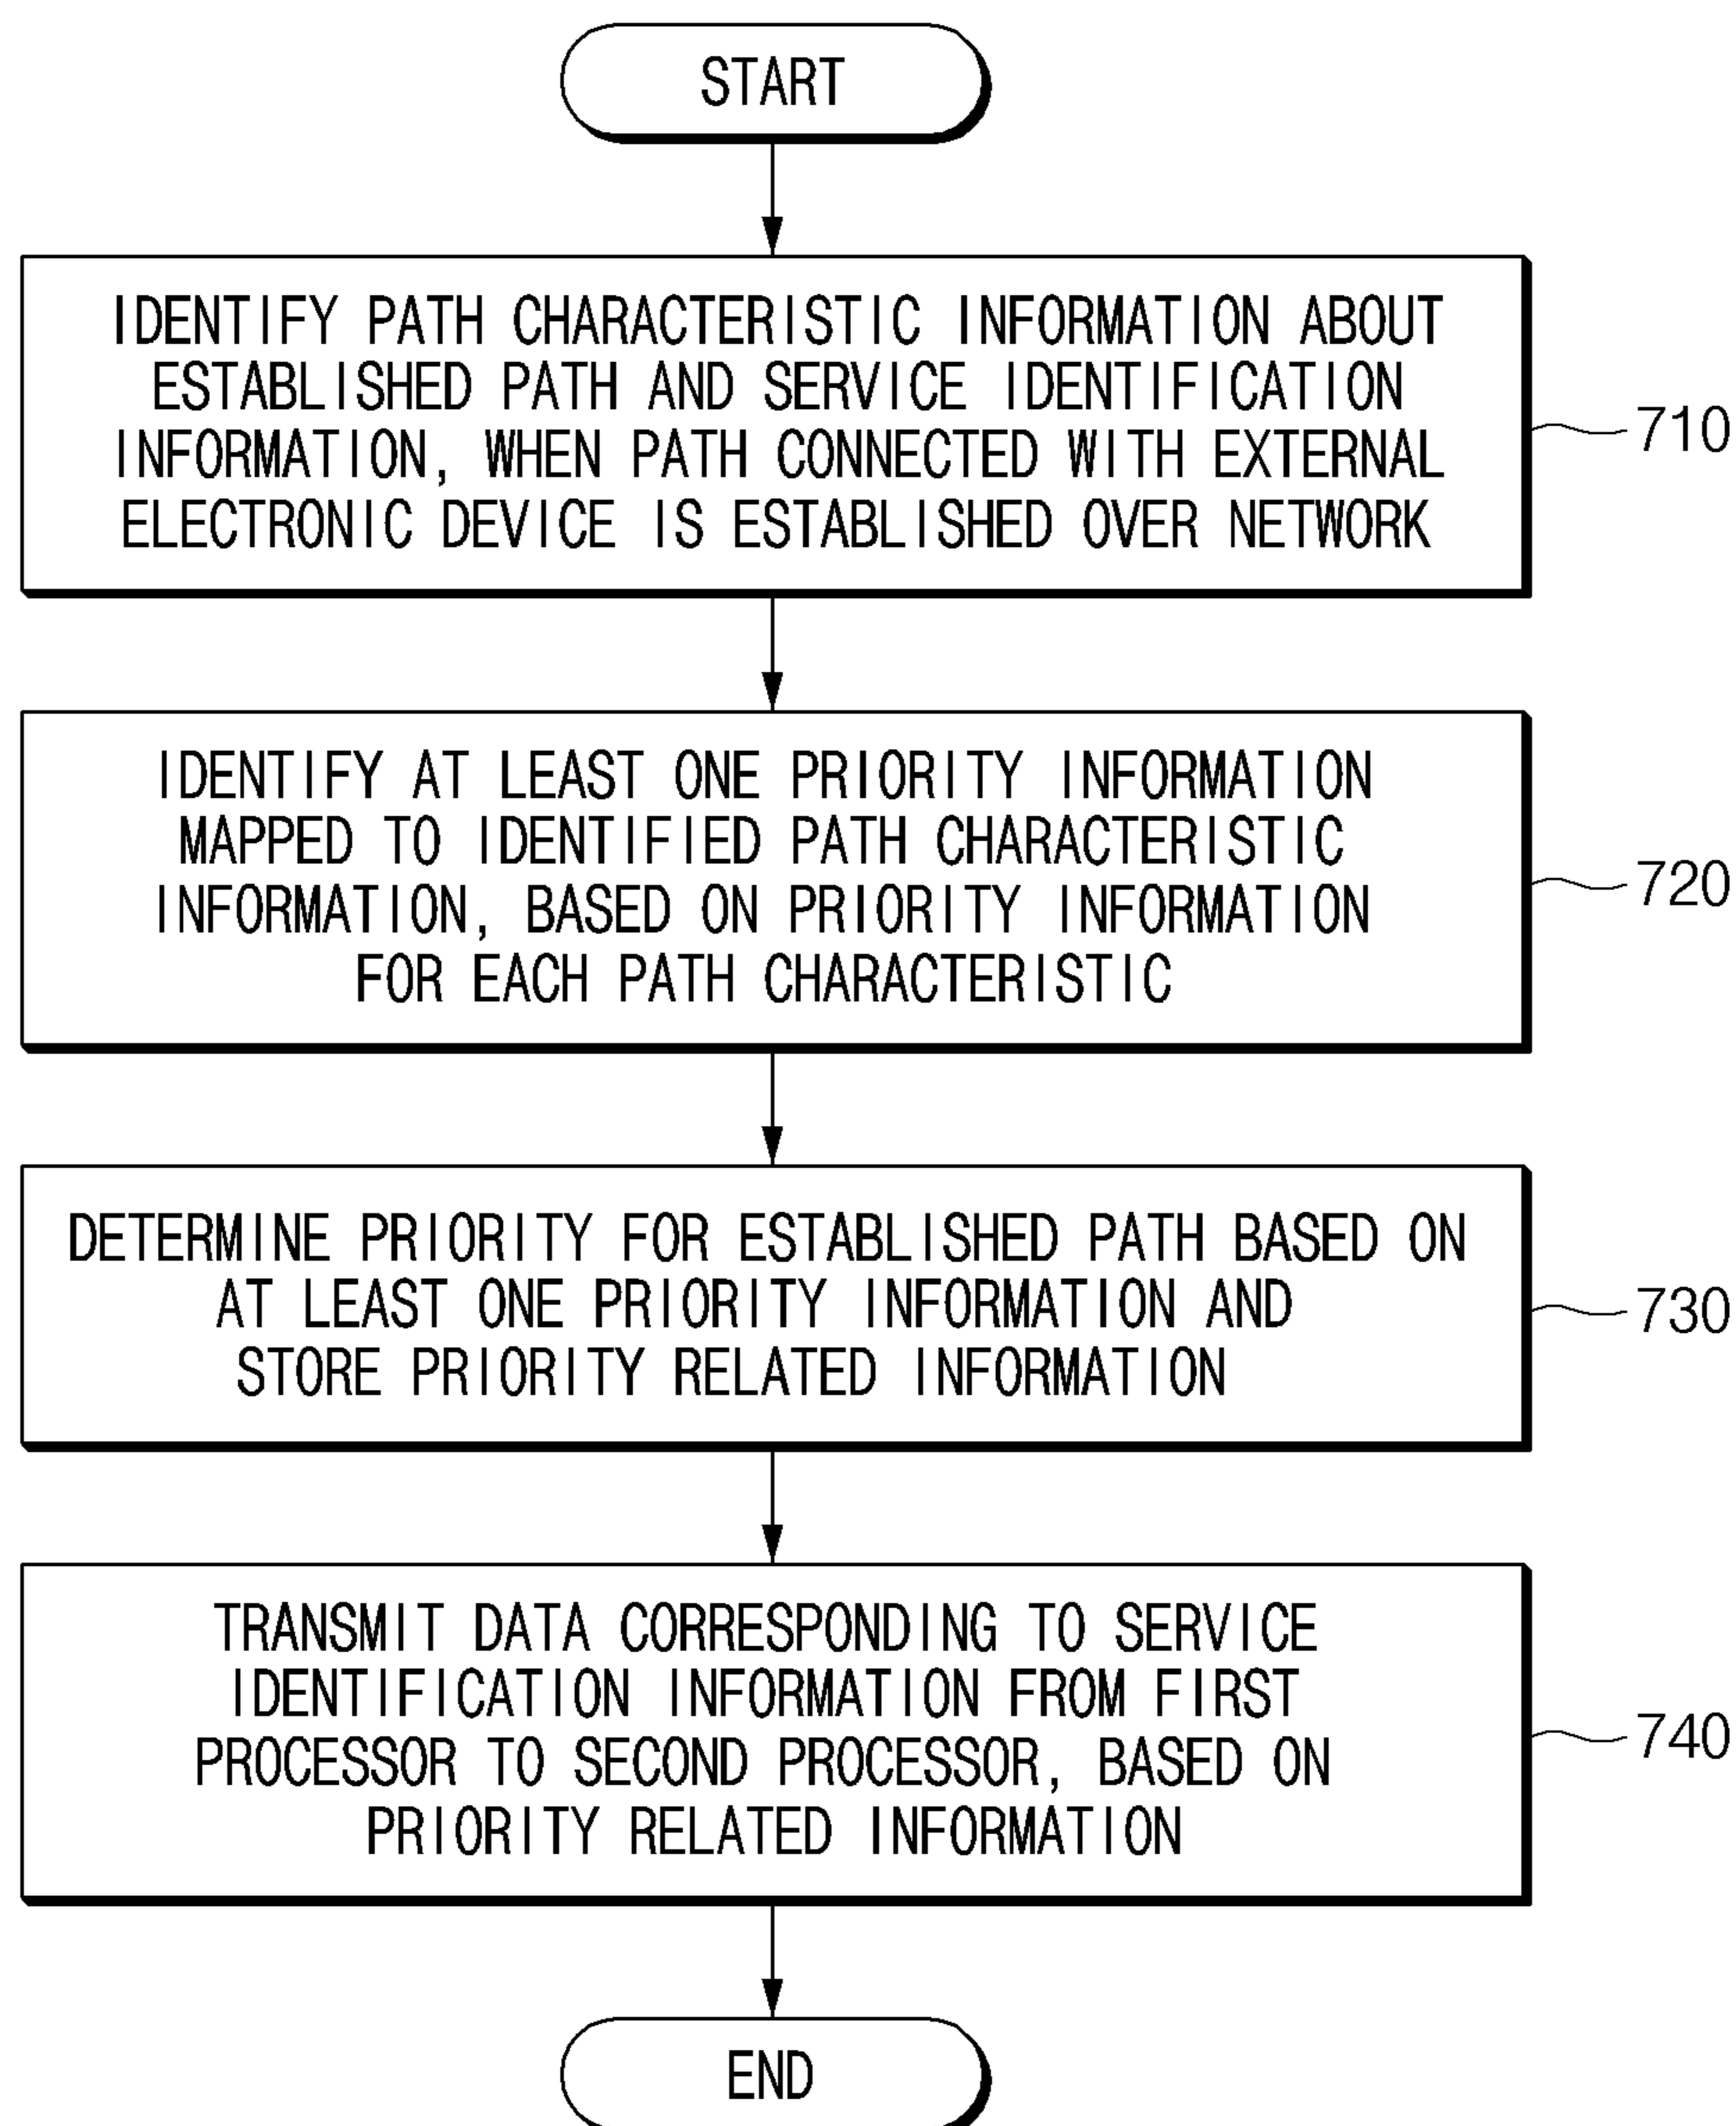 START
IDENTIFY PATH CHARACTERISTIC INFORMATION ABOUT
ESTABLISHED PATH AND SERVICE IDENTIFICATION
INFORMATION, WHEN PATH CONNECTED WITH EXTERNAL
ELECTRONIC DEVICE IS ESTABLISHED OVER NETWORK
710
IDENTIFY AT LEAST ONE PRIORITY INFORMATION
MAPPED TO IDENTIFIED PATH CHARACTERISTIC
INFORMATION, BASED ON PRIORITY INFORMATION
FOR EACH PATH CHARACTERISTIC
720
DETERMINE PRIORITY FOR ESTABLISHED PATH BASED ON
AT LEAST ONE PRIORITY INFORMATION AND
STORE PRIORITY RELATED INFORMATION
730
TRANSMIT DATA CORRESPONDING TO SERVICE
IDENTIFICATION INFORMATION FROM FIRST
PROCESSOR TO SECOND PROCESSOR, BASED ON
PRIORITY RELATED INFORMATION
740
END